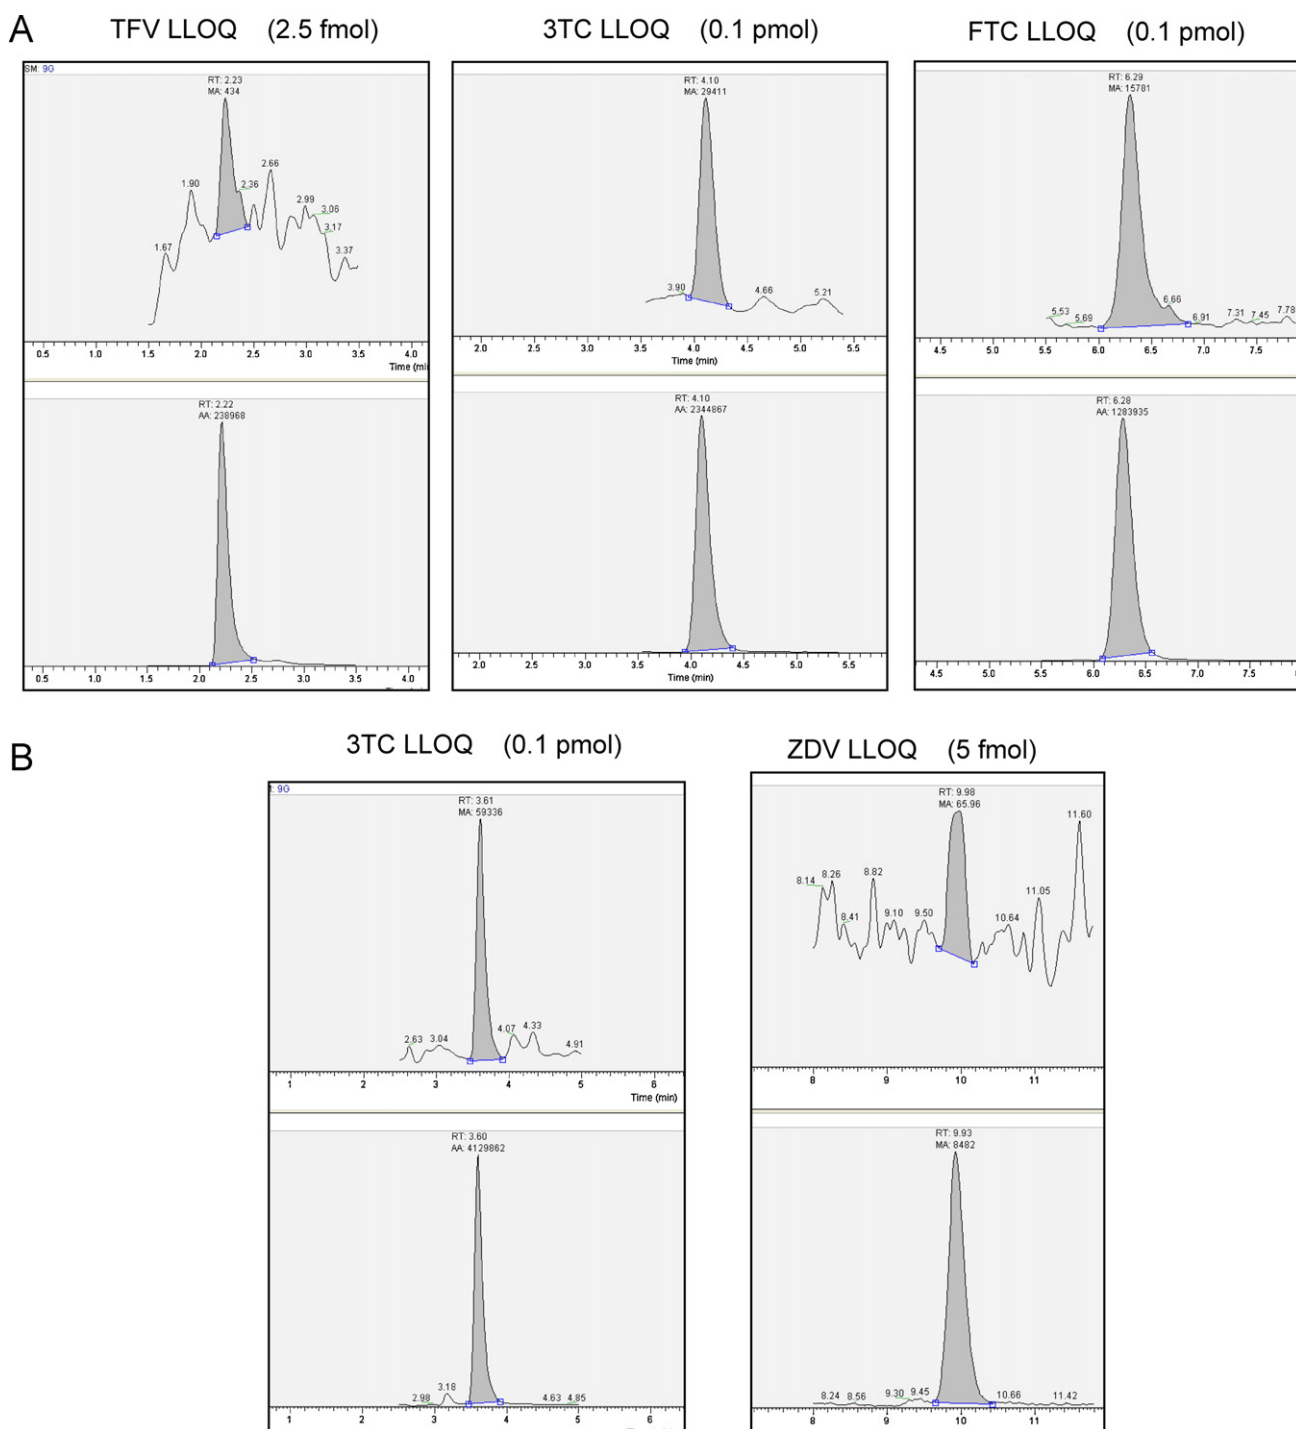 A
TFV LLOQ (2.5 fmol)
3TC LLOQ (0.1 pmol)
FTC LLOQ (0.1 pmol)
SM: 9G
RT: 2.23
MA: 434
1.67
1.90
2.36
2.66
2.99
3.06
3.17
3.37
0.5 1.0 1.5 2.0 2.5 3.0 3.5 4.0
RT: 2.22
AA: 238968
0.5 1.0 1.5 2.0 2.5 3.0 3.5 4.0
RT: 4.10
MA: 29411
3.90
4.66
5.21
2.0 2.5 3.0 3.5 4.0 4.5 5.0 5.5
Time (min)
RT: 4.10
AA: 2344867
2.0 2.5 3.0 3.5 4.0 4.5 5.0 5.5
Time (min)
RT: 6.29
MA: 15781
5.53
5.69
6.66
6.91
7.31
7.45
7.78
4.5 5.0 5.5 6.0 6.5 7.0 7.5
RT: 6.28
AA: 1283935
4.5 5.0 5.5 6.0 6.5 7.0 7.5
B
3TC LLOQ (0.1 pmol)
ZDV LLOQ (5 fmol)
: 9G
RT: 3.61
MA: 59336
2.63
3.04
4.07
4.33
4.91
1 2 3 4 5 6
Time (min)
RT: 3.60
AA: 4129862
2.98
3.18
4.63
4.85
1 2 3 4 5 6
RT: 9.98
MA: 65.96
8.14
8.26
8.41
8.82
9.10
9.50
10.64
11.05
11.60
8 9 10 11
RT: 9.93
MA: 8482
8.24
8.56
9.30
9.45
10.66
11.42
8 9 10 11